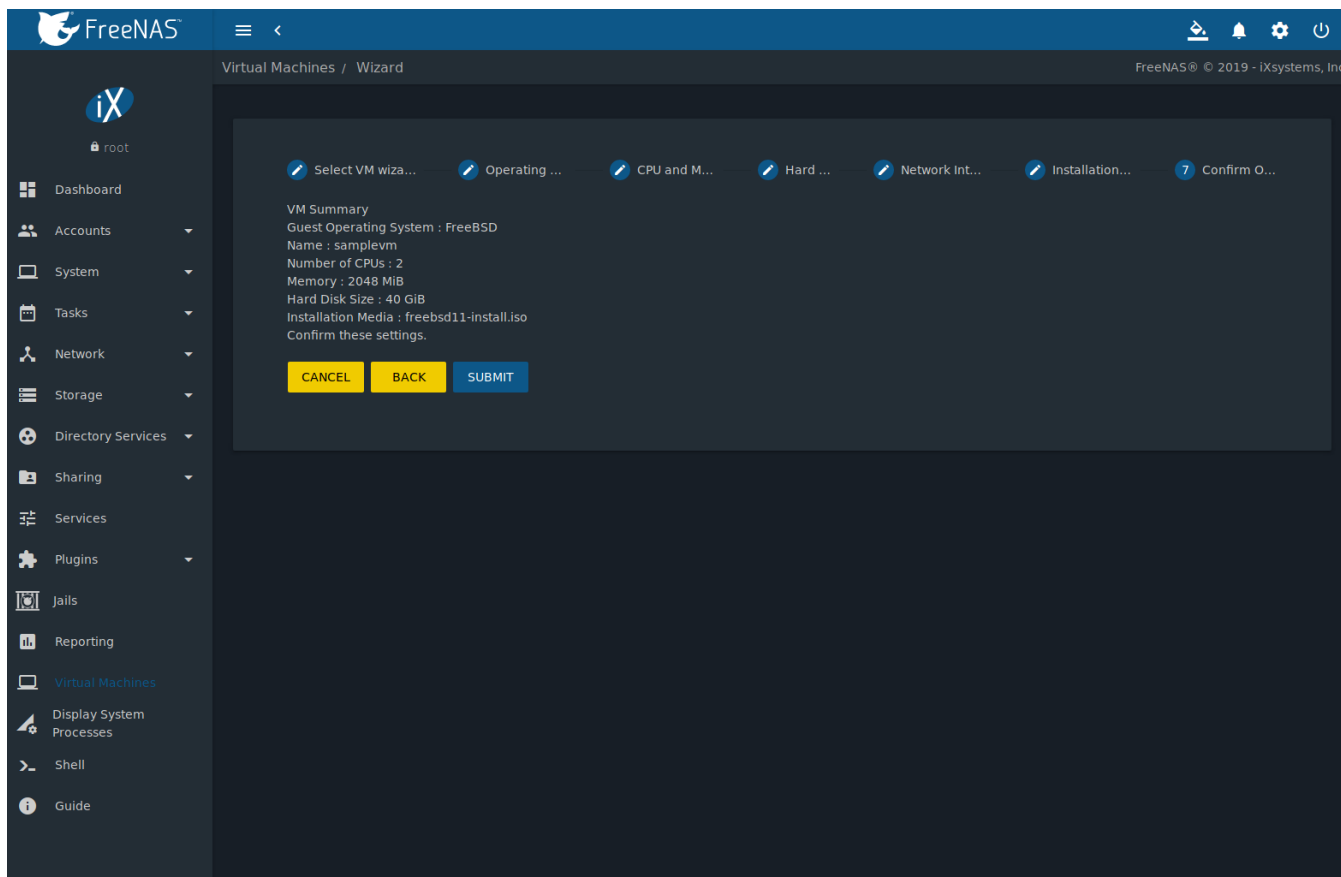 FreeNAS™
Virtual Machines / Wizard
FreeNAS® © 2019 - iXsystems, Inc
iX
root
Dashboard
Accounts
System
Tasks
Network
Storage
Directory Services
Sharing
Services
Plugins
Jails
Reporting
Virtual Machines
Display System
Processes
Shell
Guide
Select VM wiza... Operating ... CPU and M... Hard ... Network Int... Installation... 7 Confirm O...
VM Summary
Guest Operating System : FreeBSD
Name : samplevm
Number of CPUs : 2
Memory : 2048 MiB
Hard Disk Size : 40 GiB
Installation Media : freebsd11-install.iso
Confirm these settings.
CANCEL BACK SUBMIT